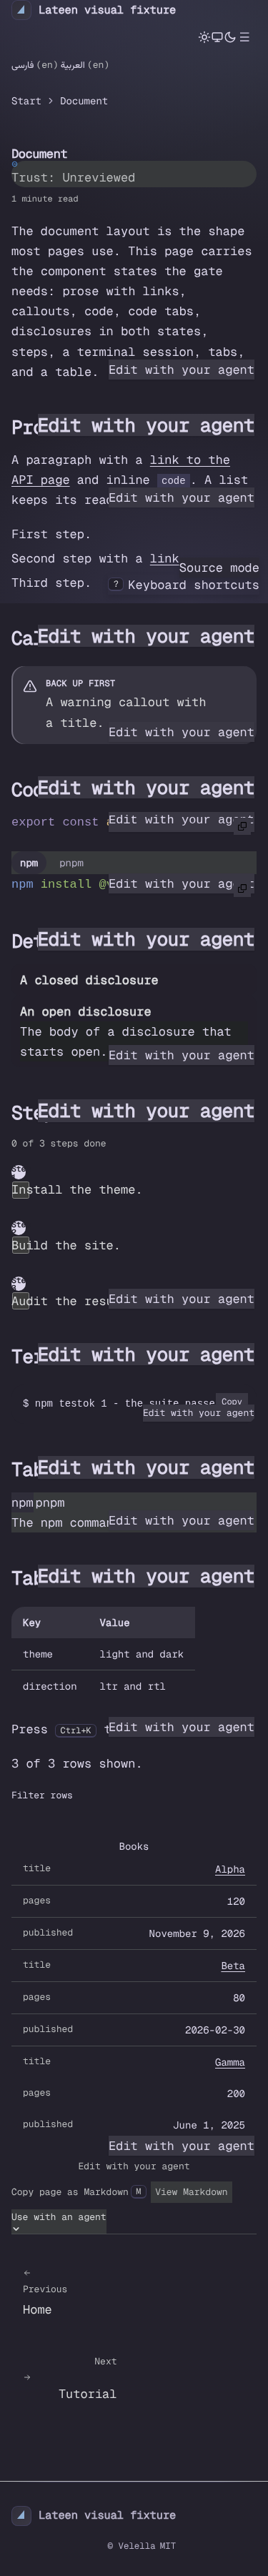 Lateen visual fixture
فارسی (en) العربية (en)
Start > Document
Document
Trust: Unreviewed
1 minute read
The document layout is the shape
most pages use. This page carries
the component states the gate
needs: prose with links,
callouts, code, code tabs,
disclosures in both states,
steps, a terminal session, tabs,
and a table.
Edit with your agent
Edit with your agent
A paragraph with a link to the
API page and inline code. A list
keeps its
Edit with your agent
First step.
Second step with a link
Source mode
Third step.
? Keyboard shortcuts
Edit with your agent
BACK UP FIRST
A warning callout with
a title.
Edit with your agent
Edit with your agent
export const
Edit with your agent
npm pnpm
npm install
Edit with your agent
Edit with your agent
A closed disclosure
An open disclosure
The body of a disclosure that
starts open.
Edit with your agent
Edit with your agent
0 of 3 steps done
Install the theme.
Build the site.
Audit the
Edit with your agent
Edit with your agent
$ npm testok 1 - the suite passe
Copy
Edit with your agent
Edit with your agent
npm pnpm
The npm
Edit with your agent
Edit with your agent
Key Value
theme light and dark
direction ltr and rtl
Press Ctrl+K
Edit with your agent
3 of 3 rows shown.
Filter rows
Books
title Alpha
pages 120
published November 9, 2026
title Beta
pages 80
published 2026-02-30
title Gamma
pages 200
published June 1, 2025
Edit with your agent
Edit with your agent
Copy page as Markdown M View Markdown
Use with an agent
←
Previous
Home
Next
→
Tutorial
Lateen visual fixture
© Velella MIT